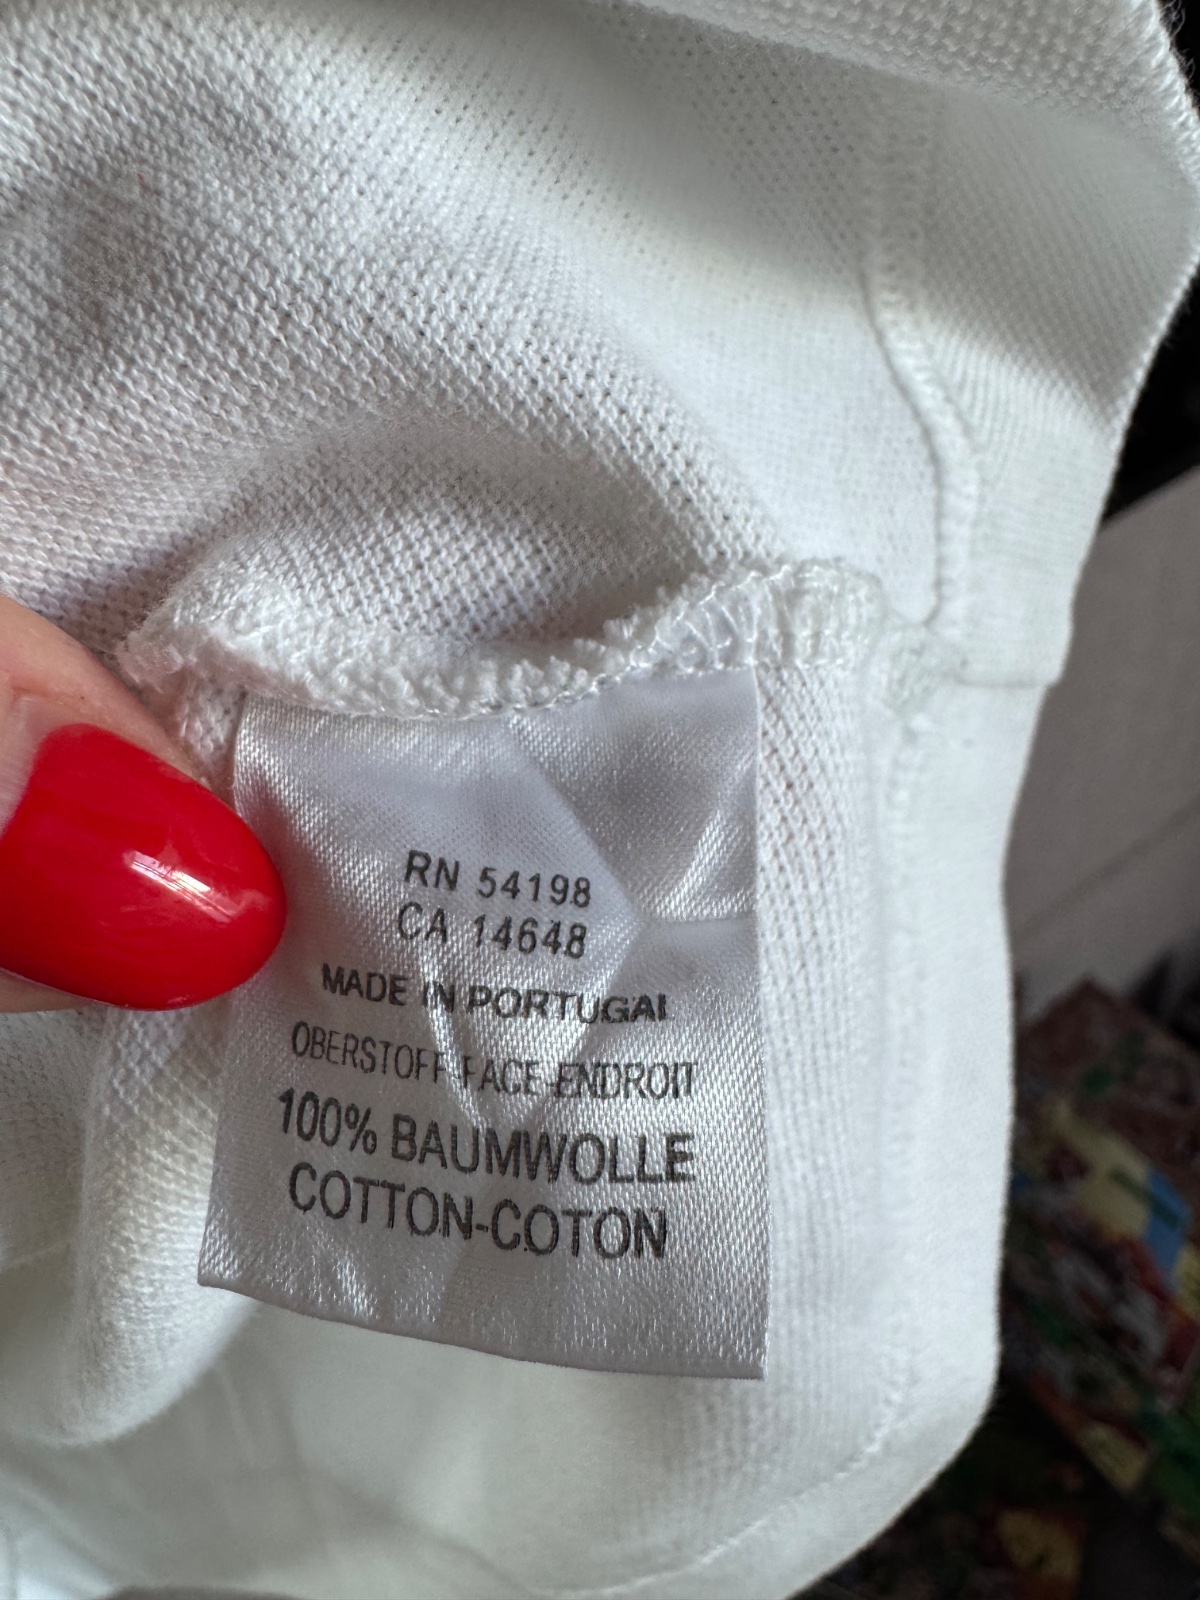 RN 54198
CA 14648
MADE IN PORTUGAL
OBERSTOFF-FACE-ENDROIT
100% BAUMWOLLE
COTTON-COTON